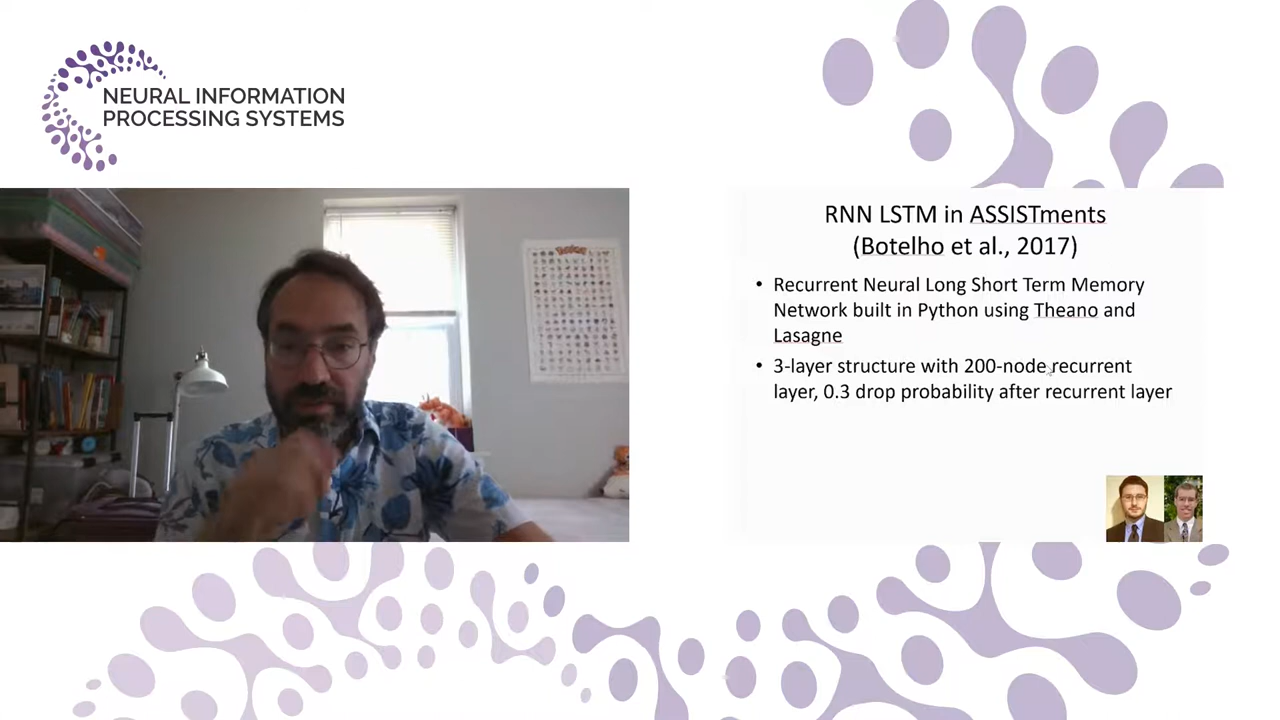 NEURAL INFORMATION
PROCESSING SYSTEMS
Pokémon
RNN LSTM in ASSISTments
(Botelho et al., 2017)
• Recurrent Neural Long Short Term Memory
Network built in Python using Theano and
Lasagne
• 3-layer structure with 200-node recurrent
layer, 0.3 drop probability after recurrent layer